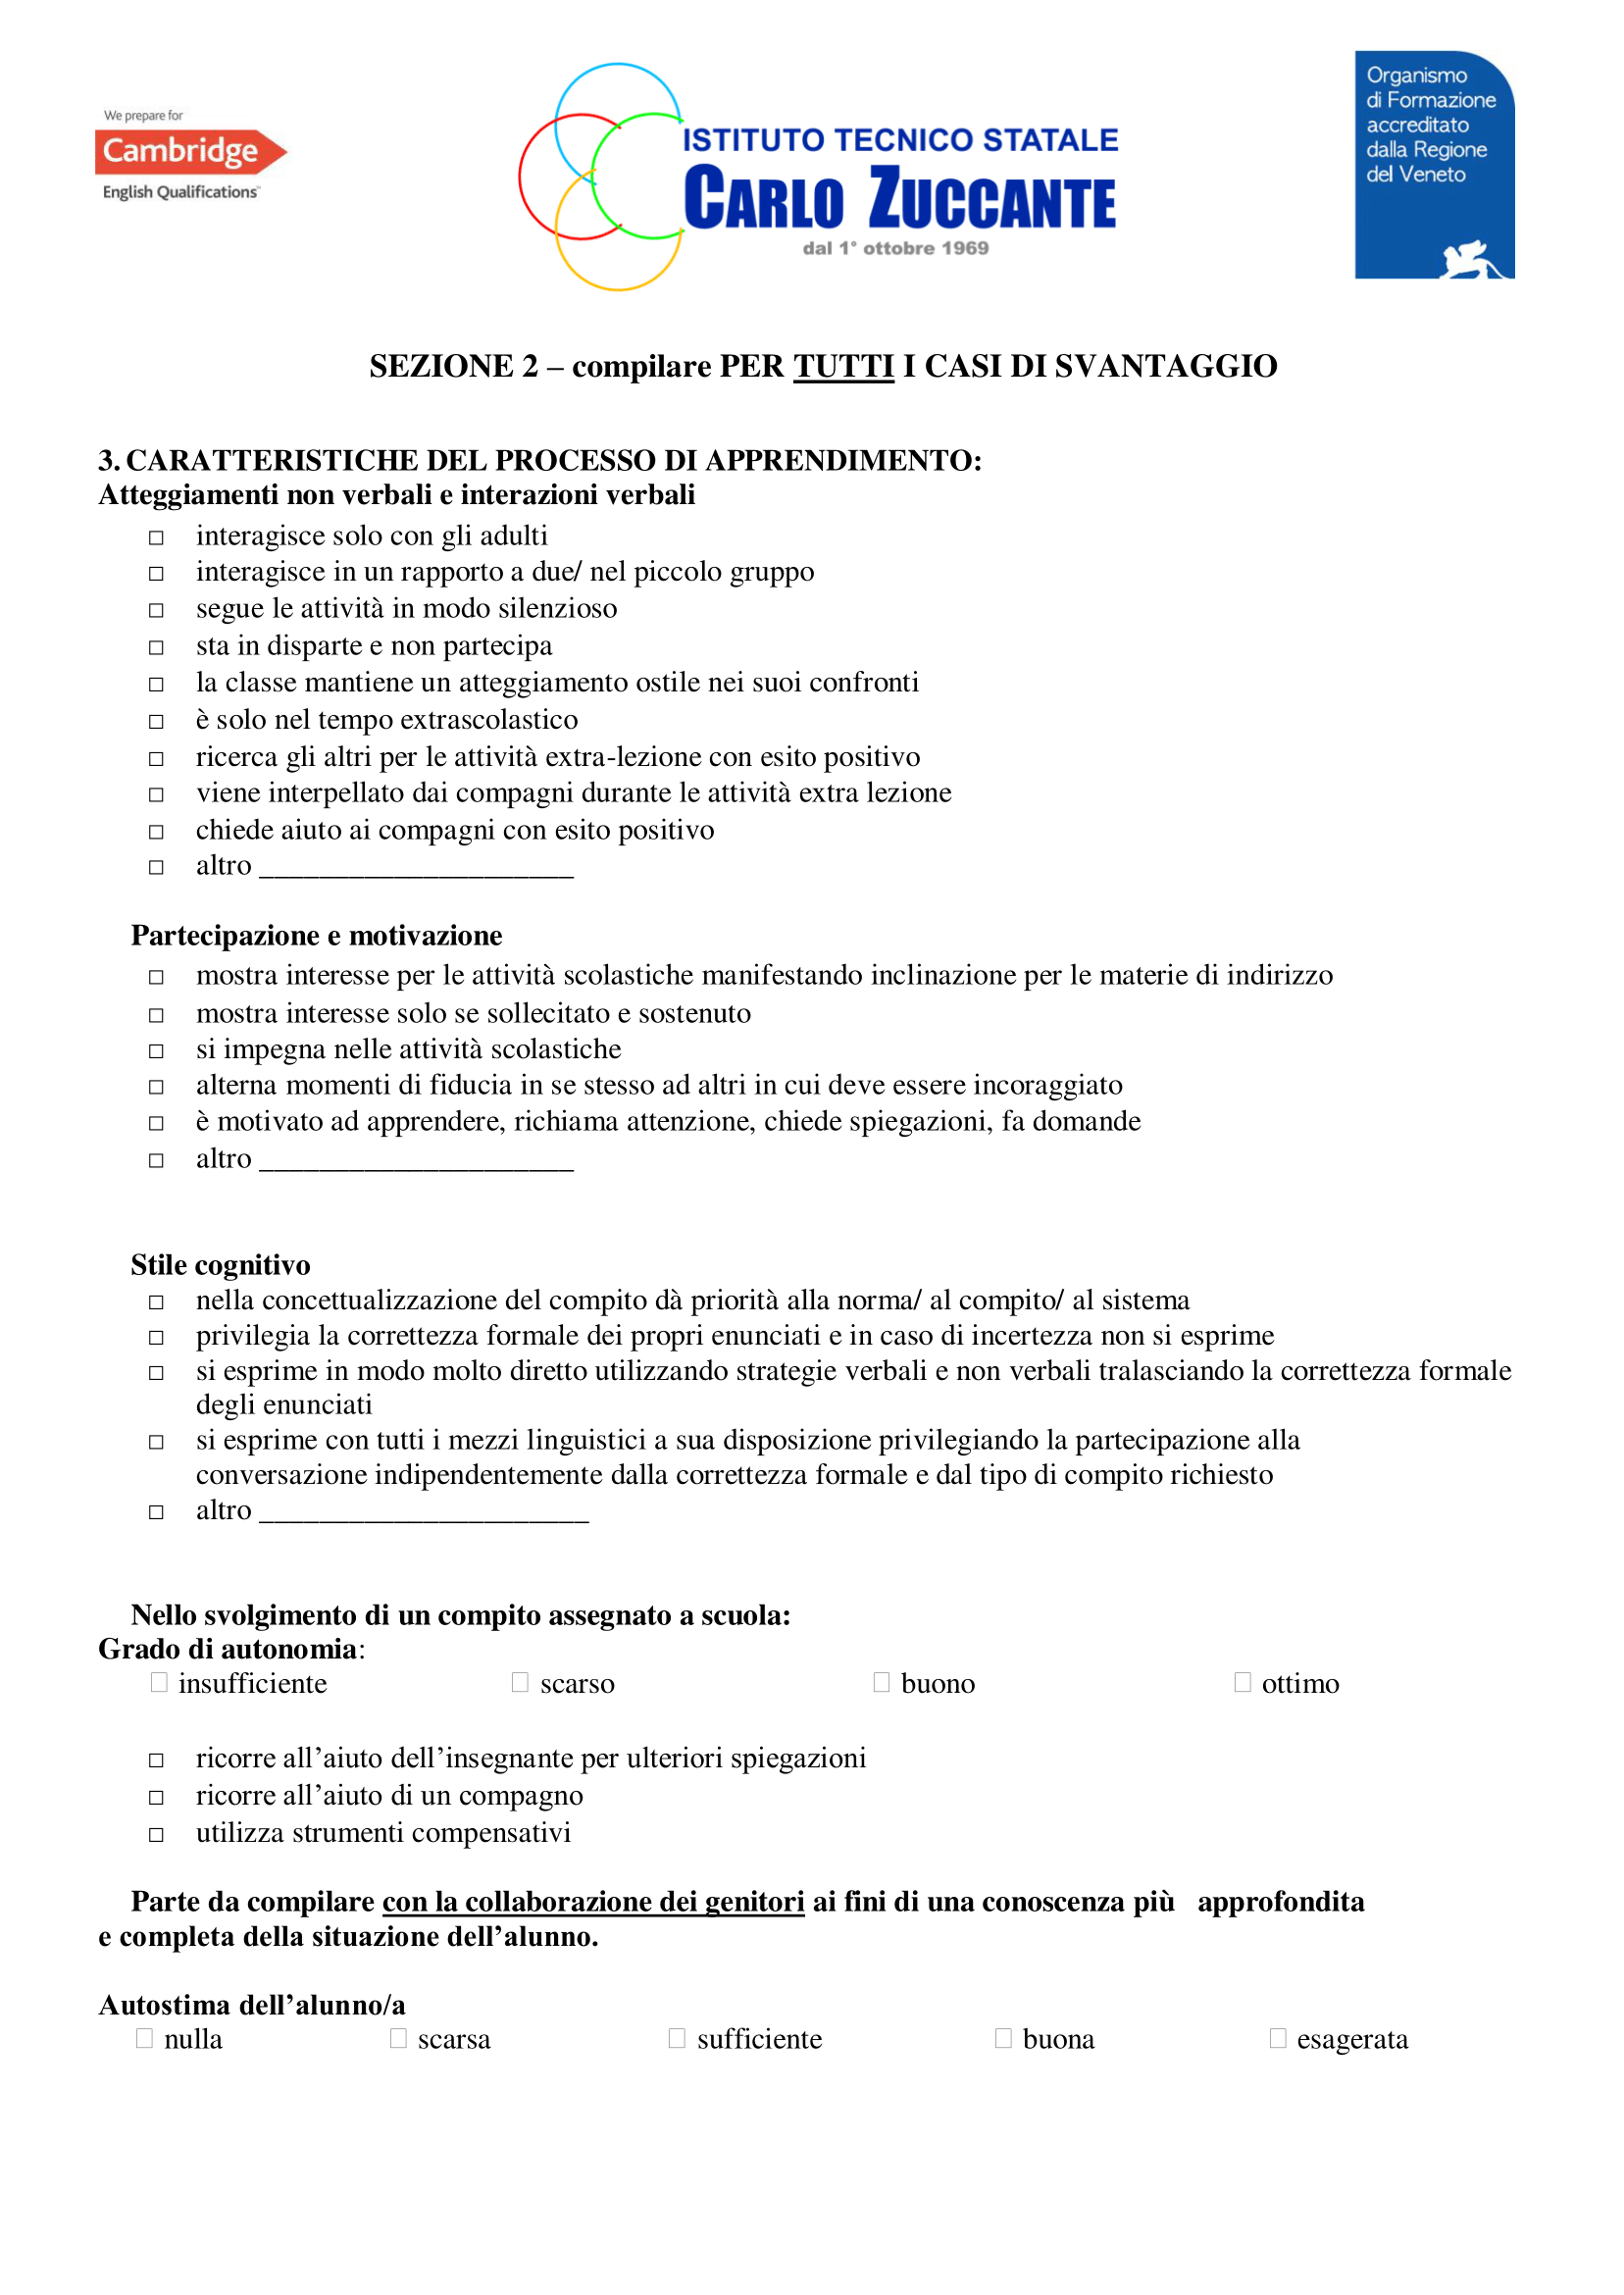 We prepare for
Cambridge
English Qualifications™
ISTITUTO TECNICO STATALE
CARLO ZUCCANTE
dal 1° ottobre 1969
Organismo
di Formazione
accreditato
dalla Regione
del Veneto
SEZIONE 2 – compilare PER TUTTI I CASI DI SVANTAGGIO
3. CARATTERISTICHE DEL PROCESSO DI APPRENDIMENTO:
Atteggiamenti non verbali e interazioni verbali
□ interagisce solo con gli adulti
□ interagisce in un rapporto a due/ nel piccolo gruppo
□ segue le attività in modo silenzioso
□ sta in disparte e non partecipa
□ la classe mantiene un atteggiamento ostile nei suoi confronti
□ è solo nel tempo extrascolastico
□ ricerca gli altri per le attività extra-lezione con esito positivo
□ viene interpellato dai compagni durante le attività extra lezione
□ chiede aiuto ai compagni con esito positivo
□ altro _____________________
Partecipazione e motivazione
□ mostra interesse per le attività scolastiche manifestando inclinazione per le materie di indirizzo
□ mostra interesse solo se sollecitato e sostenuto
□ si impegna nelle attività scolastiche
□ alterna momenti di fiducia in se stesso ad altri in cui deve essere incoraggiato
□ è motivato ad apprendere, richiama attenzione, chiede spiegazioni, fa domande
□ altro _____________________
Stile cognitivo
□ nella concettualizzazione del compito dà priorità alla norma/ al compito/ al sistema
□ privilegia la correttezza formale dei propri enunciati e in caso di incertezza non si esprime
□ si esprime in modo molto diretto utilizzando strategie verbali e non verbali tralasciando la correttezza formale
degli enunciati
□ si esprime con tutti i mezzi linguistici a sua disposizione privilegiando la partecipazione alla
conversazione indipendentemente dalla correttezza formale e dal tipo di compito richiesto
□ altro ______________________
Nello svolgimento di un compito assegnato a scuola:
Grado di autonomia:
□ insufficiente □ scarso □ buono □ ottimo
□ ricorre all’aiuto dell’insegnante per ulteriori spiegazioni
□ ricorre all’aiuto di un compagno
□ utilizza strumenti compensativi
Parte da compilare con la collaborazione dei genitori ai fini di una conoscenza più approfondita
e completa della situazione dell’alunno.
Autostima dell’alunno/a
□ nulla □ scarsa □ sufficiente □ buona □ esagerata